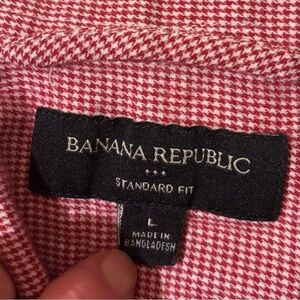 BANANA REPUBLIC
STANDARD FIT
L
MADE IN
BANGLADESH